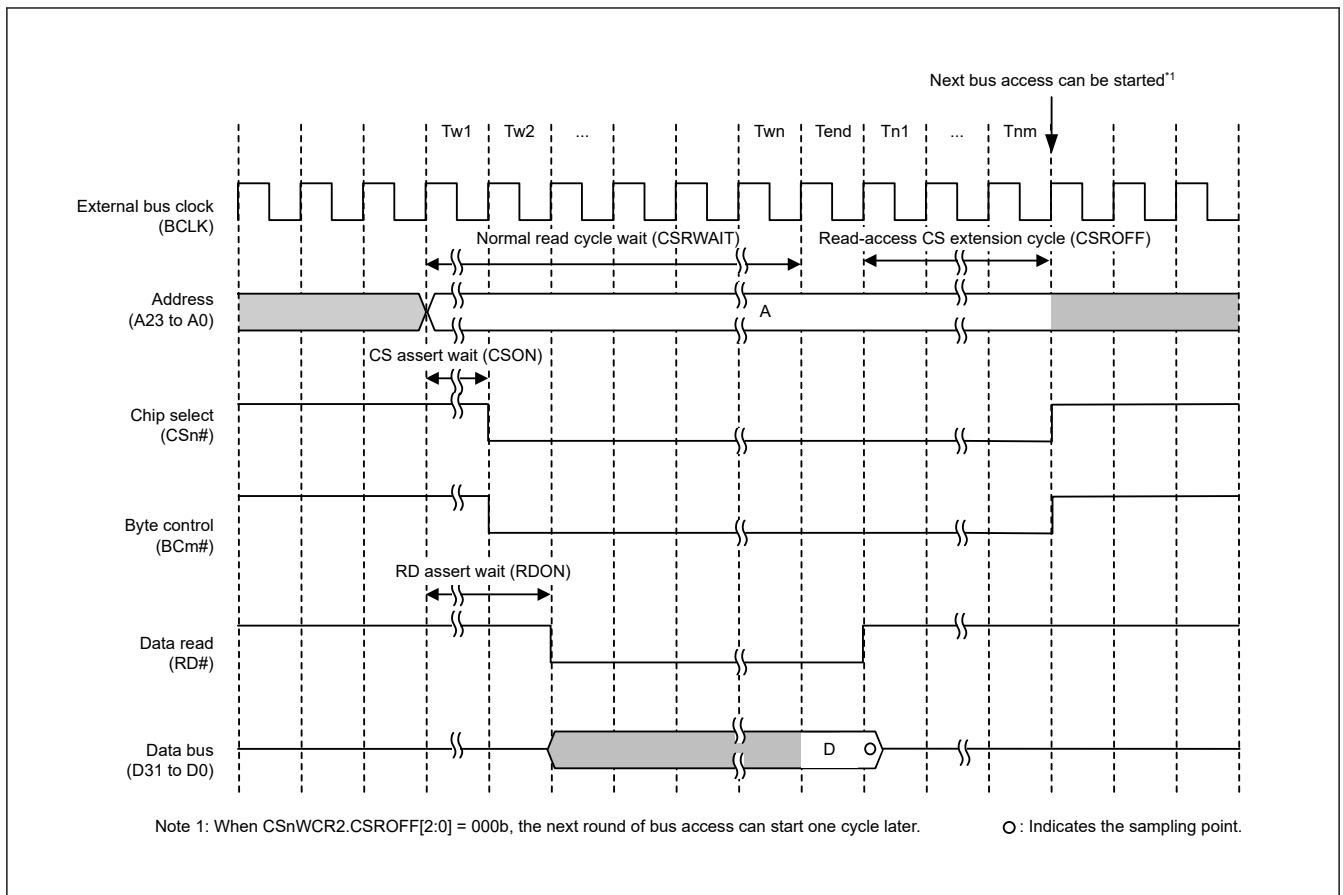 Next bus access can be started*1
Tw1 Tw2 ... Twn Tend Tn1 ... Tnm
External bus clock
(BCLK)
Normal read cycle wait (CSRWAIT) Read-access CS extension cycle (CSROFF)
Address
(A23 to A0)
A
CS assert wait (CSON)
Chip select
(CSn#)
Byte control
(BCm#)
RD assert wait (RDON)
Data read
(RD#)
Data bus
(D31 to D0)
D
Note 1: When CSnWCR2.CSROFF[2:0] = 000b, the next round of bus access can start one cycle later.
: Indicates the sampling point.